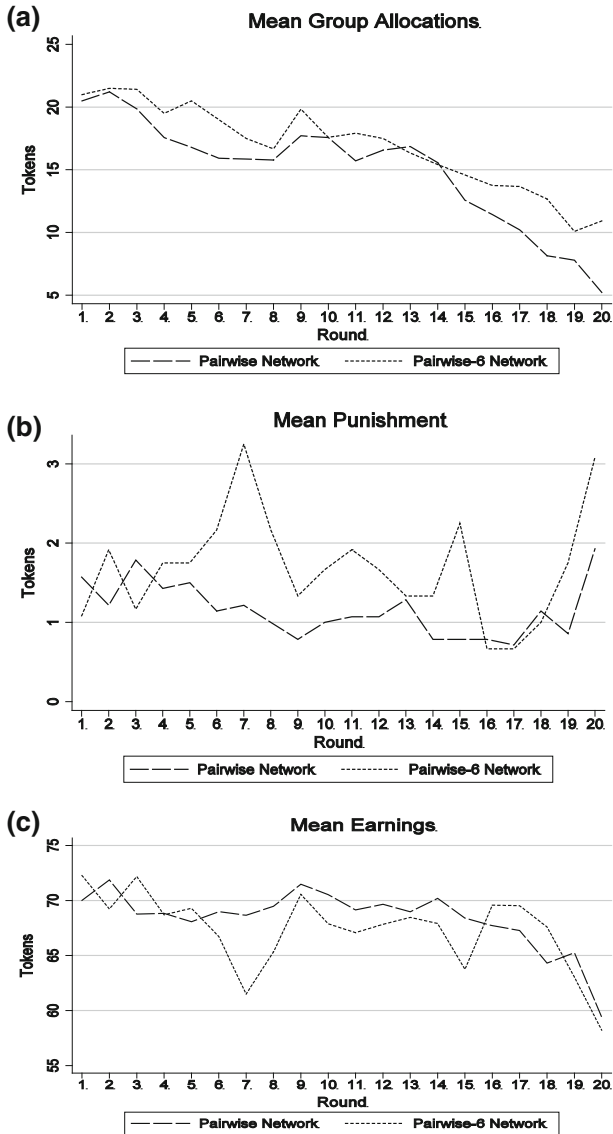 (a)
Mean Group Allocations.
25
20
15
10
5
Tokens
1. 2. 3. 4. 5. 6. 7. 8. 9. 10. 11. 12. 13. 14. 15. 16. 17. 18. 19. 20.
Round.
Pairwise Network Pairwise-6 Network
(b)
Mean Punishment
3
2
1
0
Tokens
1. 2. 3. 4. 5. 6. 7. 8. 9. 10. 11. 12. 13. 14. 15. 16. 17. 18. 19. 20.
Round.
Pairwise Network Pairwise-6 Network
(c)
Mean Earnings.
75
70
65
60
55
Tokens
1. 2. 3. 4. 5. 6. 7. 8. 9. 10. 11. 12. 13. 14. 15. 16. 17. 18. 19. 20.
Round.
Pairwise Network Pairwise-6 Network